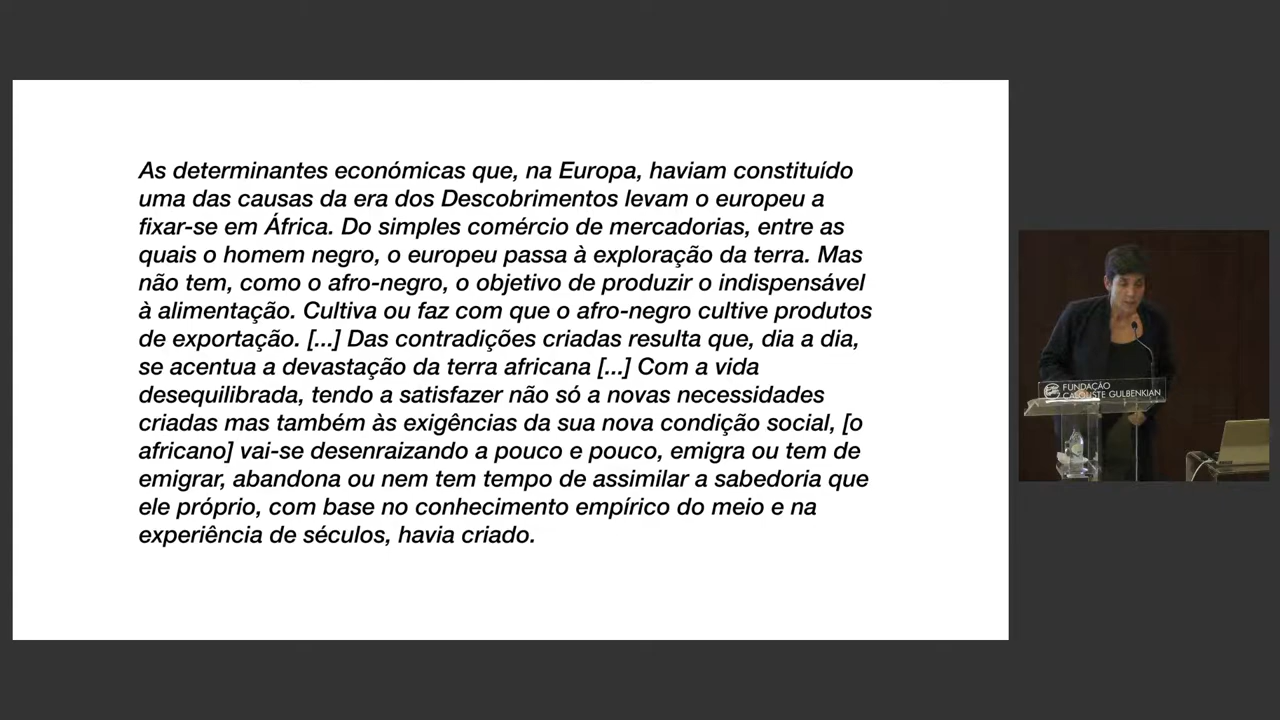 As determinantes económicas que, na Europa, haviam constituído
uma das causas da era dos Descobrimentos levam o europeu a
fixar-se em África. Do simples comércio de mercadorias, entre as
quais o homem negro, o europeu passa à exploração da terra. Mas
não tem, como o afro-negro, o objetivo de produzir o indispensável
à alimentação. Cultiva ou faz com que o afro-negro cultive produtos
de exportação. [...] Das contradições criadas resulta que, dia a dia,
se acentua a devastação da terra africana [...] Com a vida
desequilibrada, tendo a satisfazer não só a novas necessidades
criadas mas também às exigências da sua nova condição social, [o
africano] vai-se desenraizando a pouco e pouco, emigra ou tem de
emigrar, abandona ou nem tem tempo de assimilar a sabedoria que
ele próprio, com base no conhecimento empírico do meio e na
experiência de séculos, havia criado.
FUNDAÇÃO
CALOUSTE GULBENKIAN